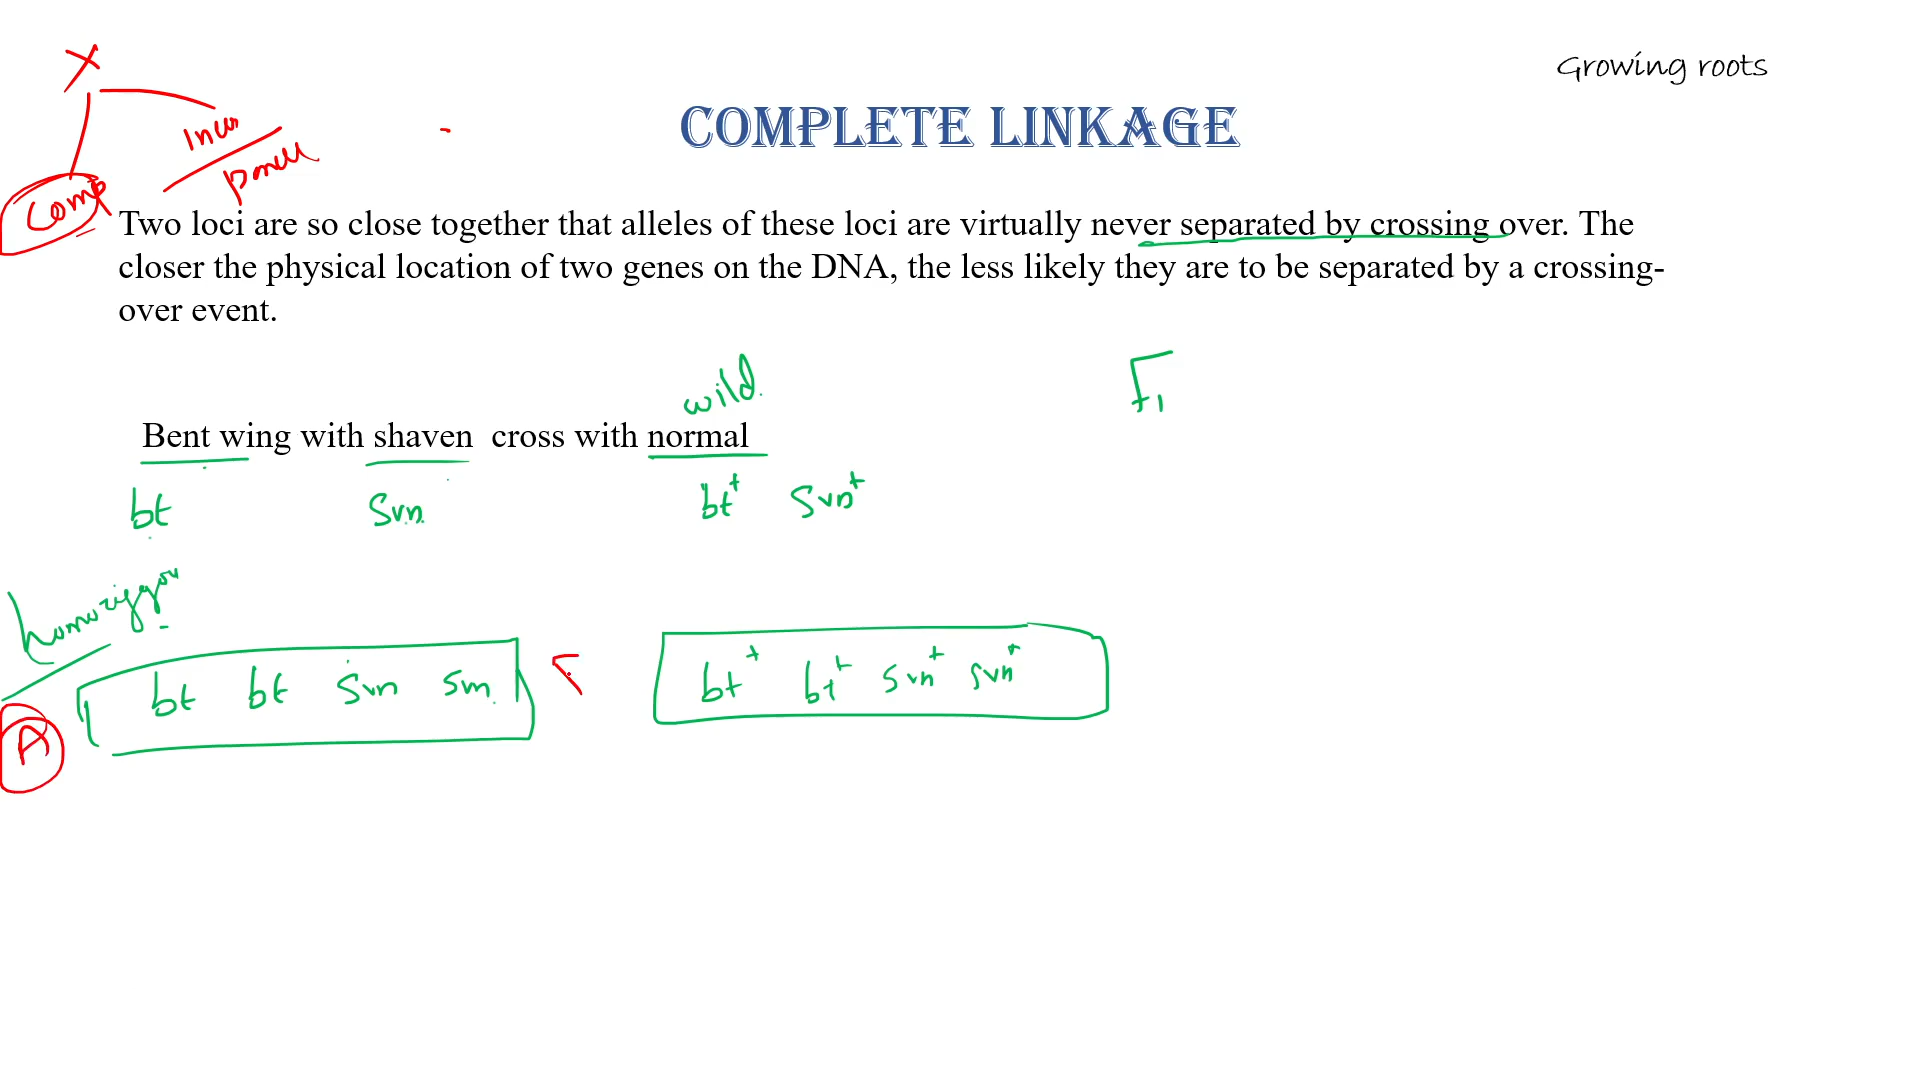 Growing roots
COMPLETE LINKAGE
X
Comp
Two loci are so close together that alleles of these loci are virtually never separated by crossing over. The
closer the physical location of two genes on the DNA, the less likely they are to be separated by a crossing-
over event.
wild
F1
Bent wing with shaven cross with normal
bt svn bt+ svn+
bt bt svn svn bt+ bt+ svn+ svn+
A